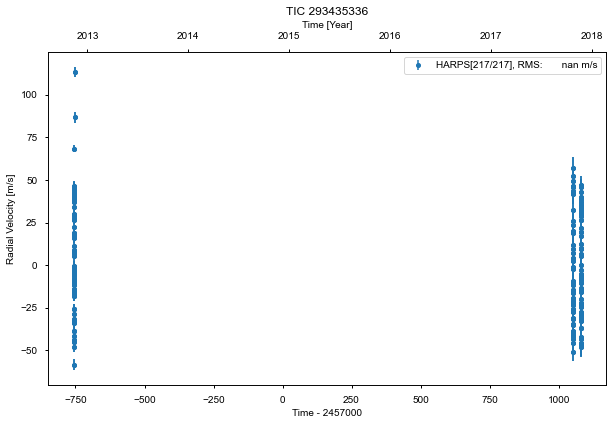 TIC 293435336
Time [Year]
2013 2014 2015 2016 2017 2018
HARPS[217/217], RMS: nan m/s
Radial Velocity [m/s]
100
75
50
25
0
−25
−50
−750 −500 −250 0 250 500 750 1000
Time - 2457000